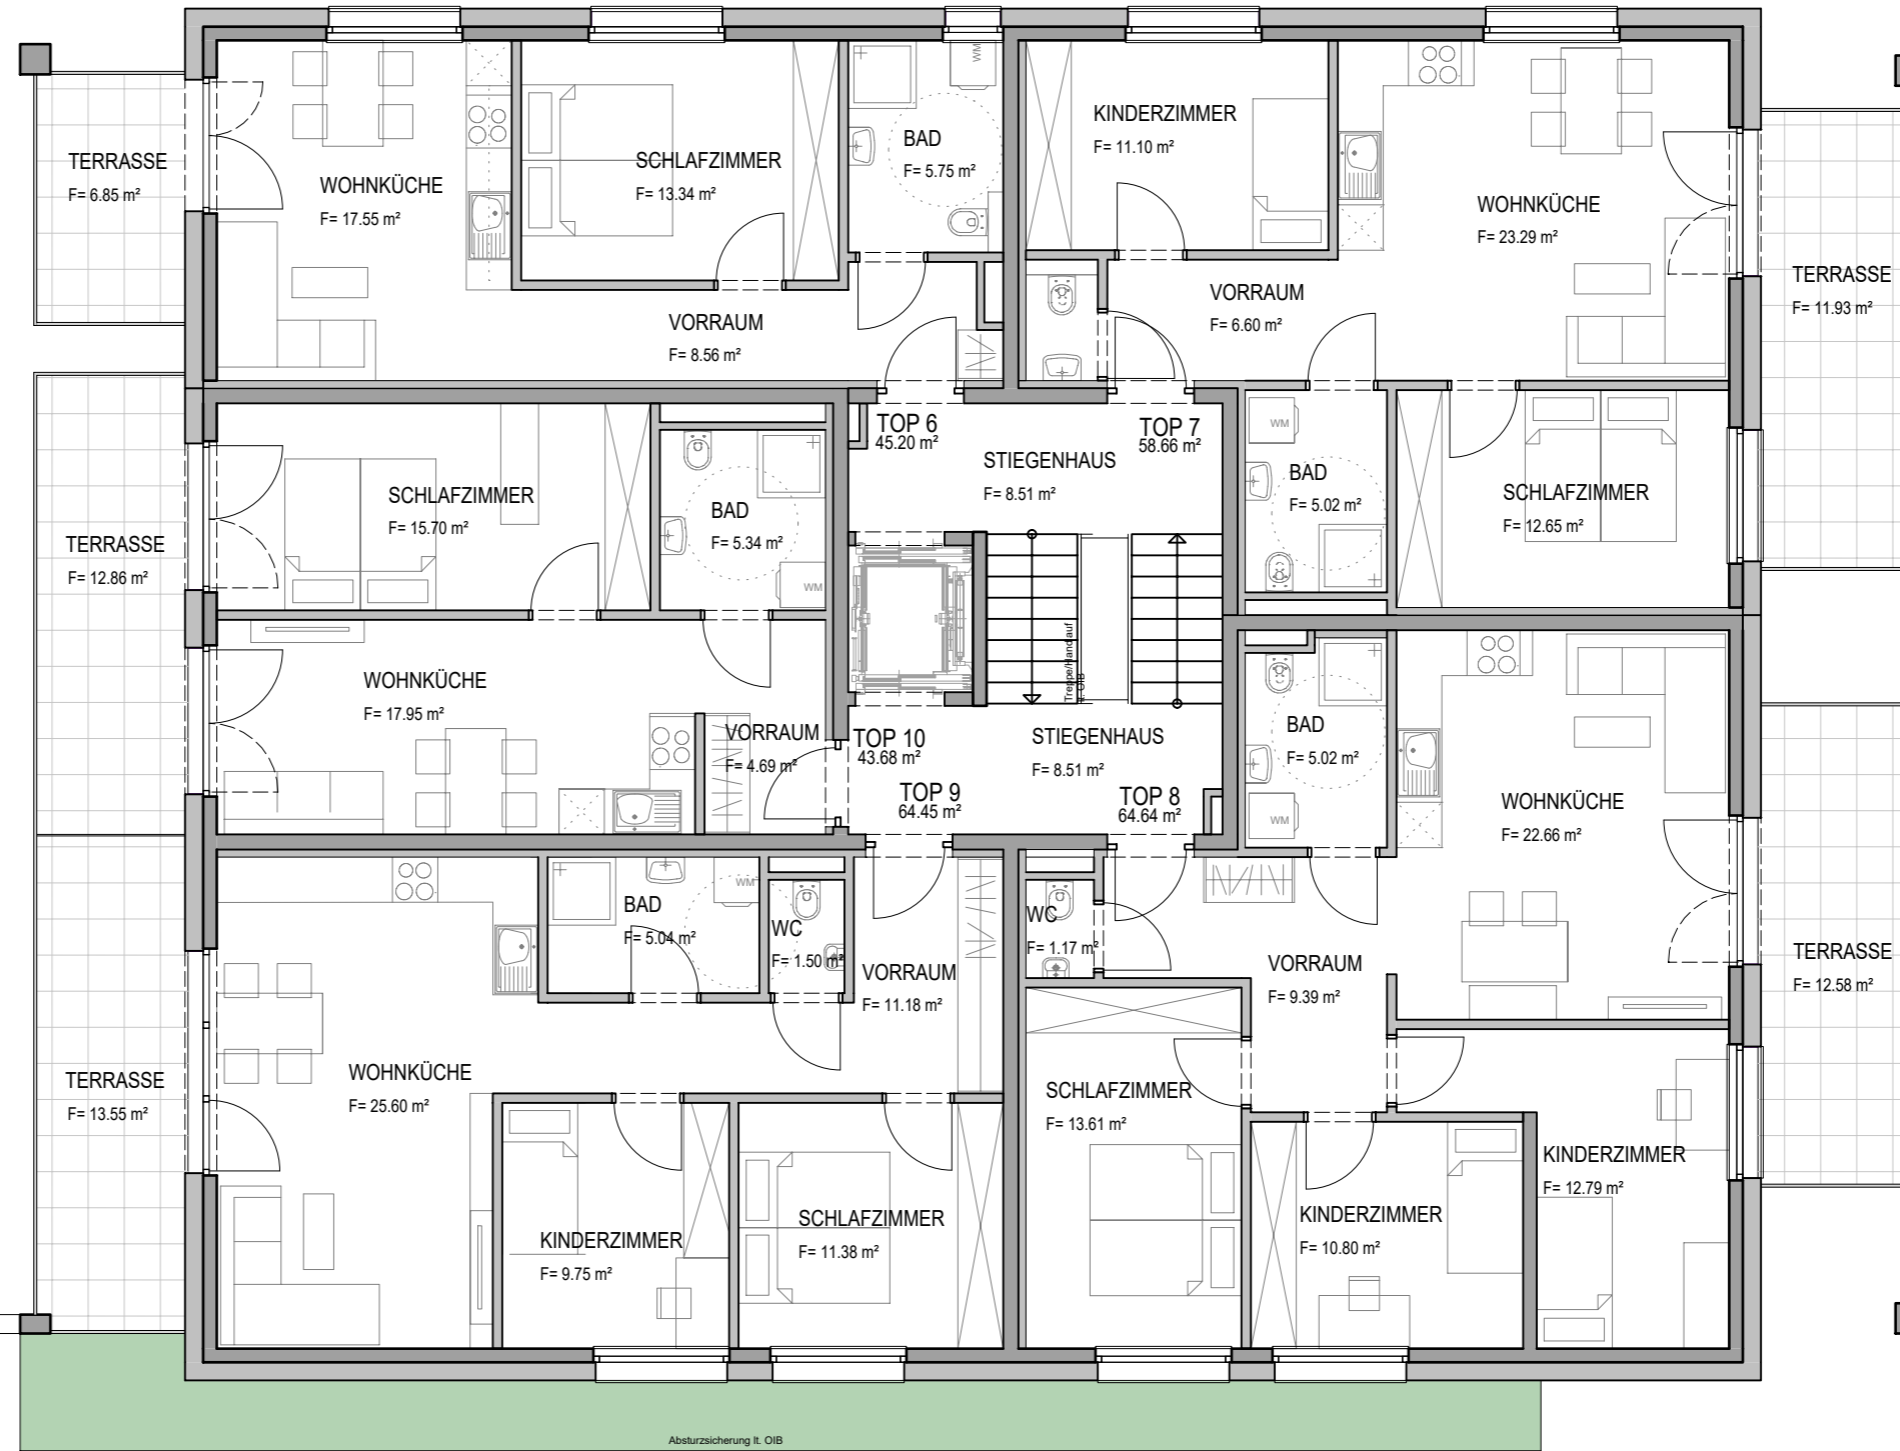 TERRASSE
F= 6.85 m²
WOHNKÜCHE
F= 17.55 m²
SCHLAFZIMMER
F= 13.34 m²
BAD
F= 5.75 m²
WM
VORRAUM
F= 8.56 m²
KINDERZIMMER
F= 11.10 m²
WOHNKÜCHE
F= 23.29 m²
VORRAUM
F= 6.60 m²
TERRASSE
F= 11.93 m²
TOP 6
45.20 m²
TOP 7
58.66 m²
STIEGENHAUS
F= 8.51 m²
WM
BAD
F= 5.02 m²
SCHLAFZIMMER
F= 12.65 m²
TERRASSE
F= 12.86 m²
SCHLAFZIMMER
F= 15.70 m²
BAD
F= 5.34 m²
WM
WOHNKÜCHE
F= 17.95 m²
VORRAUM
F= 4.69 m²
Treppe/Handlauf
lt. OIB
TOP 10
43.68 m²
STIEGENHAUS
F= 8.51 m²
TOP 9
64.45 m²
TOP 8
64.64 m²
BAD
F= 5.02 m²
WM
WOHNKÜCHE
F= 22.66 m²
TERRASSE
F= 12.58 m²
BAD
F= 5.04 m²
WM
WC
F= 1.50 m²
VORRAUM
F= 11.18 m²
WC
F= 1.17 m²
VORRAUM
F= 9.39 m²
TERRASSE
F= 13.55 m²
WOHNKÜCHE
F= 25.60 m²
KINDERZIMMER
F= 9.75 m²
SCHLAFZIMMER
F= 11.38 m²
SCHLAFZIMMER
F= 13.61 m²
KINDERZIMMER
F= 10.80 m²
KINDERZIMMER
F= 12.79 m²
Absturzsicherung lt. OIB